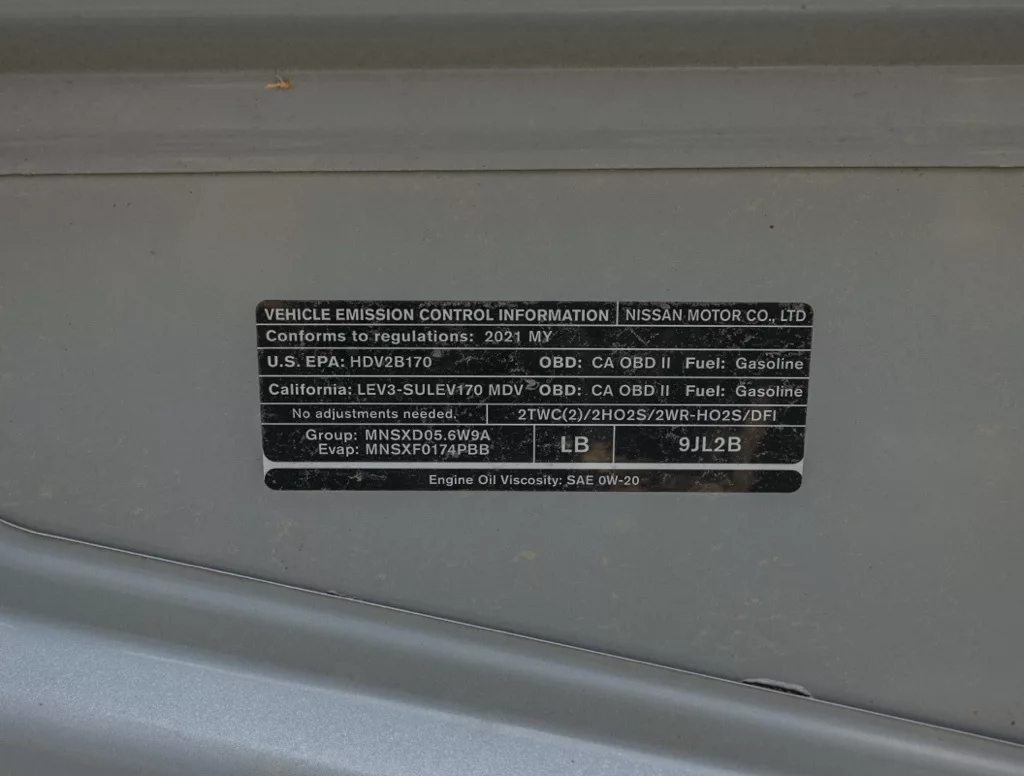 VEHICLE EMISSION CONTROL INFORMATION NISSAN MOTOR CO., LTD
Conforms to regulations: 2021 MY
U.S. EPA: HDV2B170 OBD: CA OBD II Fuel: Gasoline
California: LEV3-SULEV170 MDV OBD: CA OBD II Fuel: Gasoline
No adjustments needed. 2TWC(2)/2HO2S/2WR-HO2S/DFI
Group: MNSXD05.6W9A
Evap: MNSXF0174PBB
LB 9JL2B
Engine Oil Viscosity: SAE 0W-20